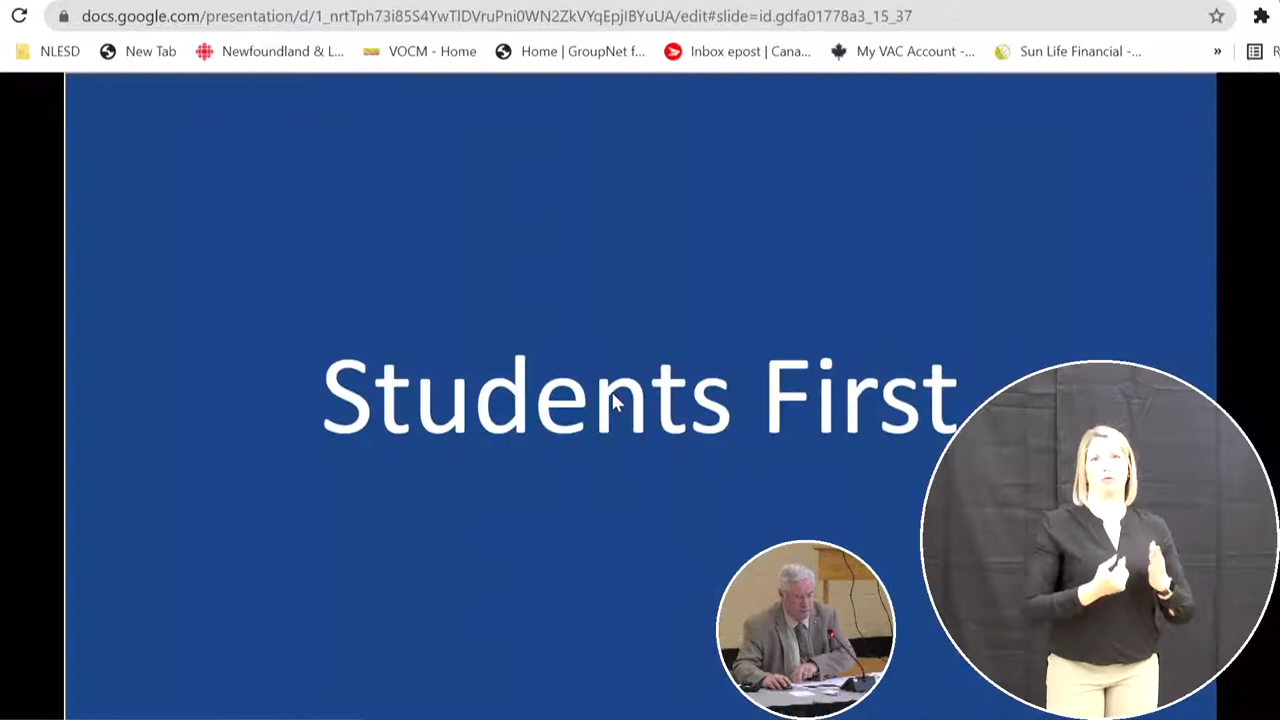 docs.google.com/presentation/d/1_nrtTph73i85S4YwTlDVruPni0WN2ZkVYqEpjIBYuUA/edit#slide=id.gdfa01778a3_15_37
NLESD New Tab Newfoundland & L... VOCM - Home Home | GroupNet f... Inbox epost | Cana... My VAC Account -... Sun Life Financial -... »
Students First